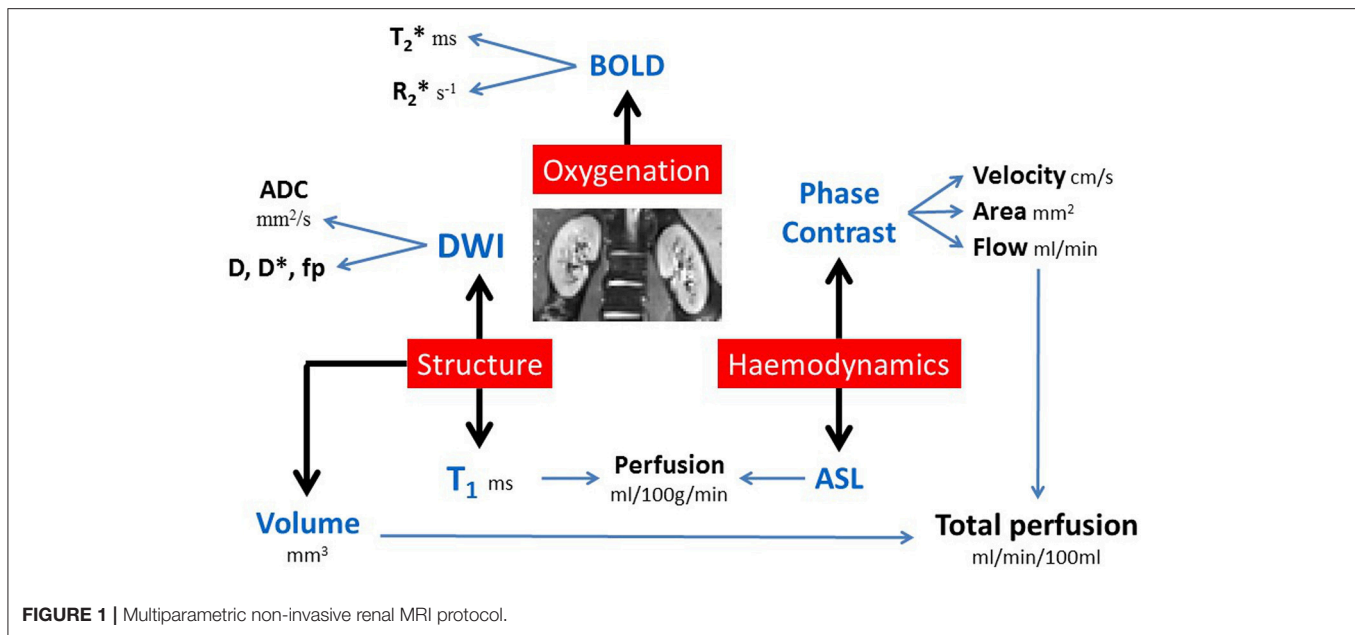 T₂* ms
BOLD
R₂* s⁻¹
Oxygenation
ADC
mm²/s
DWI
D, D*, fp
Phase
Contrast
Velocity cm/s
Area mm²
Flow ml/min
Structure
Haemodynamics
T₁ ms
Perfusion
ml/100g/min
ASL
Volume
mm³
Total perfusion
ml/min/100ml
FIGURE 1 | Multiparametric non-invasive renal MRI protocol.